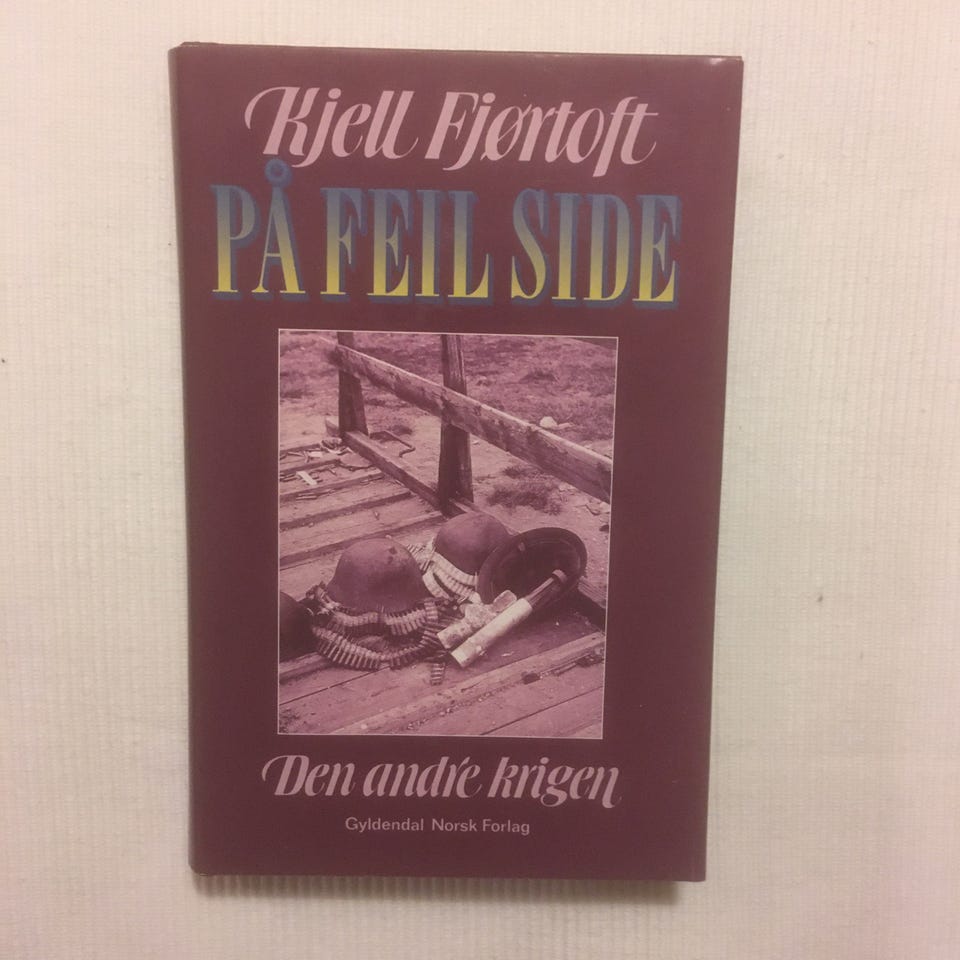 Kjell Fjørtoft
PÅ FEIL SIDE
Den andre krigen
Gyldendal Norsk Forlag